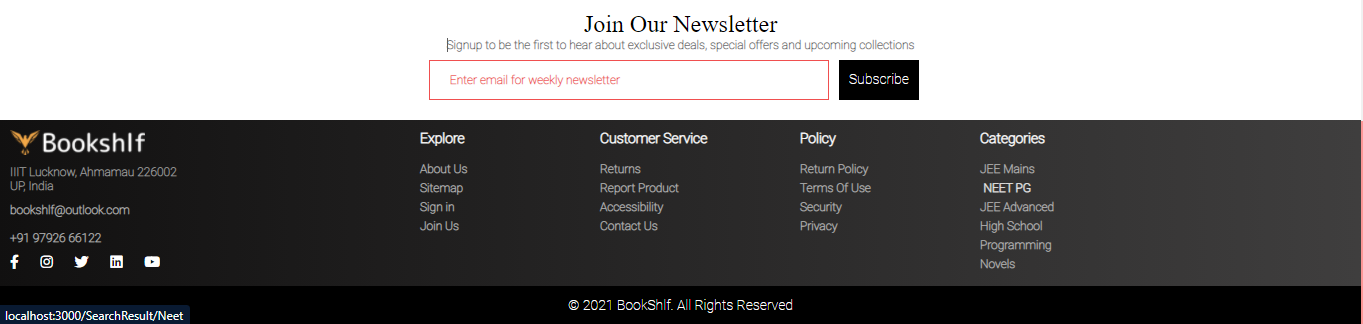 Join Our Newsletter
Signup to be the first to hear about exclusive deals, special offers and upcoming collections
Enter email for weekly newsletter
Subscribe
Bookshlf
IIIT Lucknow, Ahmamau 226002
UP, India
bookshlf@outlook.com
+91 97926 66122
Explore
About Us
Sitemap
Sign in
Join Us
Customer Service
Returns
Report Product
Accessibility
Contact Us
Policy
Return Policy
Terms Of Use
Security
Privacy
Categories
JEE Mains
NEET PG
JEE Advanced
High School
Programming
Novels
© 2021 BookShlf. All Rights Reserved
localhost:3000/SearchResult/Neet